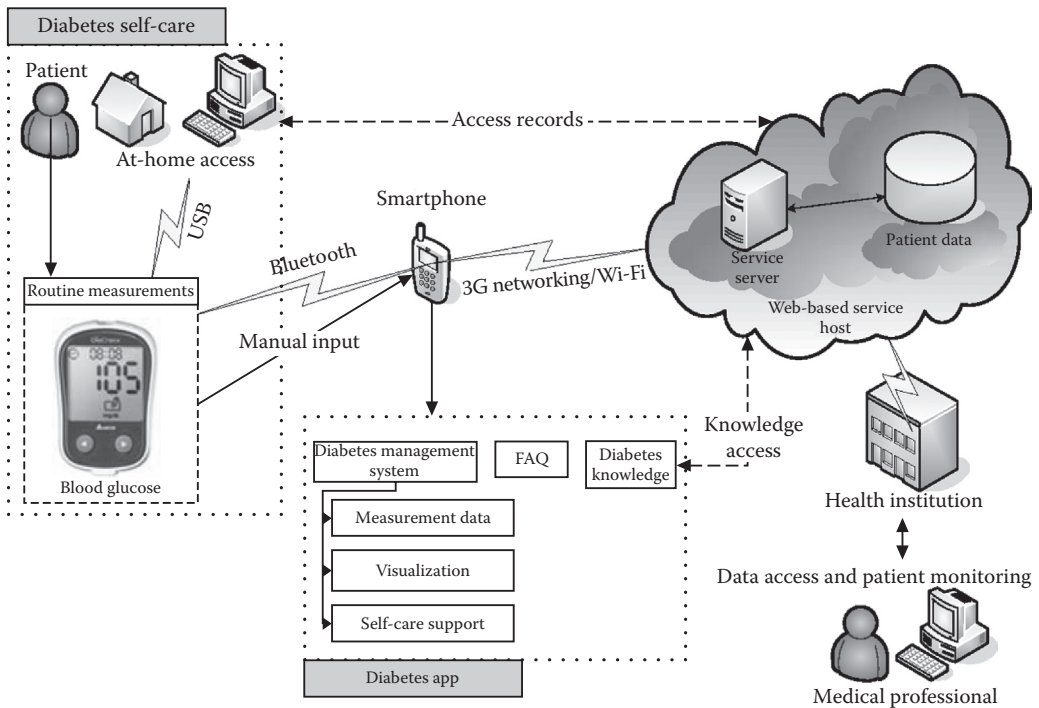 Diabetes self-care
Patient
At-home access
Access records
USB
Smartphone
Bluetooth
3G networking/Wi-Fi
Service
server
Patient data
Web-based service
host
Routine measurements
Manual input
08:08
105
Blood glucose
Diabetes management
system
FAQ
Diabetes
knowledge
Knowledge
access
Measurement data
Visualization
Self-care support
Diabetes app
Health institution
Data access and patient monitoring
Medical professional